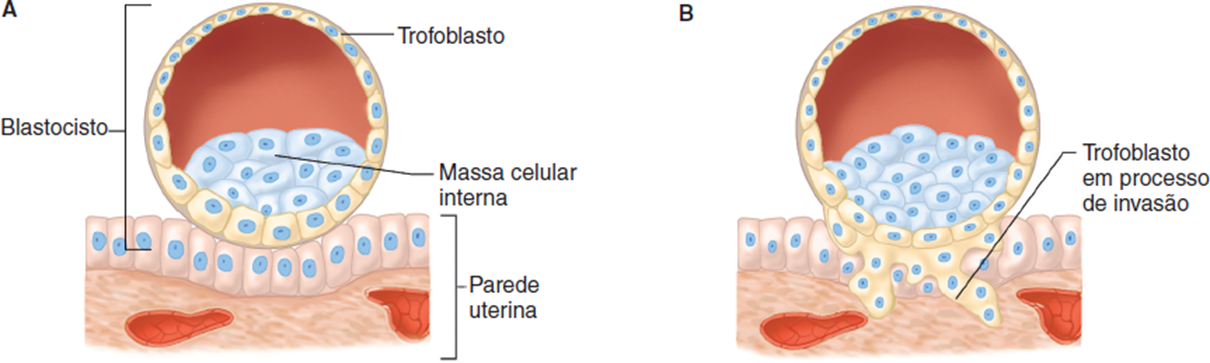 A
Trofoblasto
Blastocisto
Massa celular
interna
Parede
uterina
B
Trofoblasto
em processo
de invasão